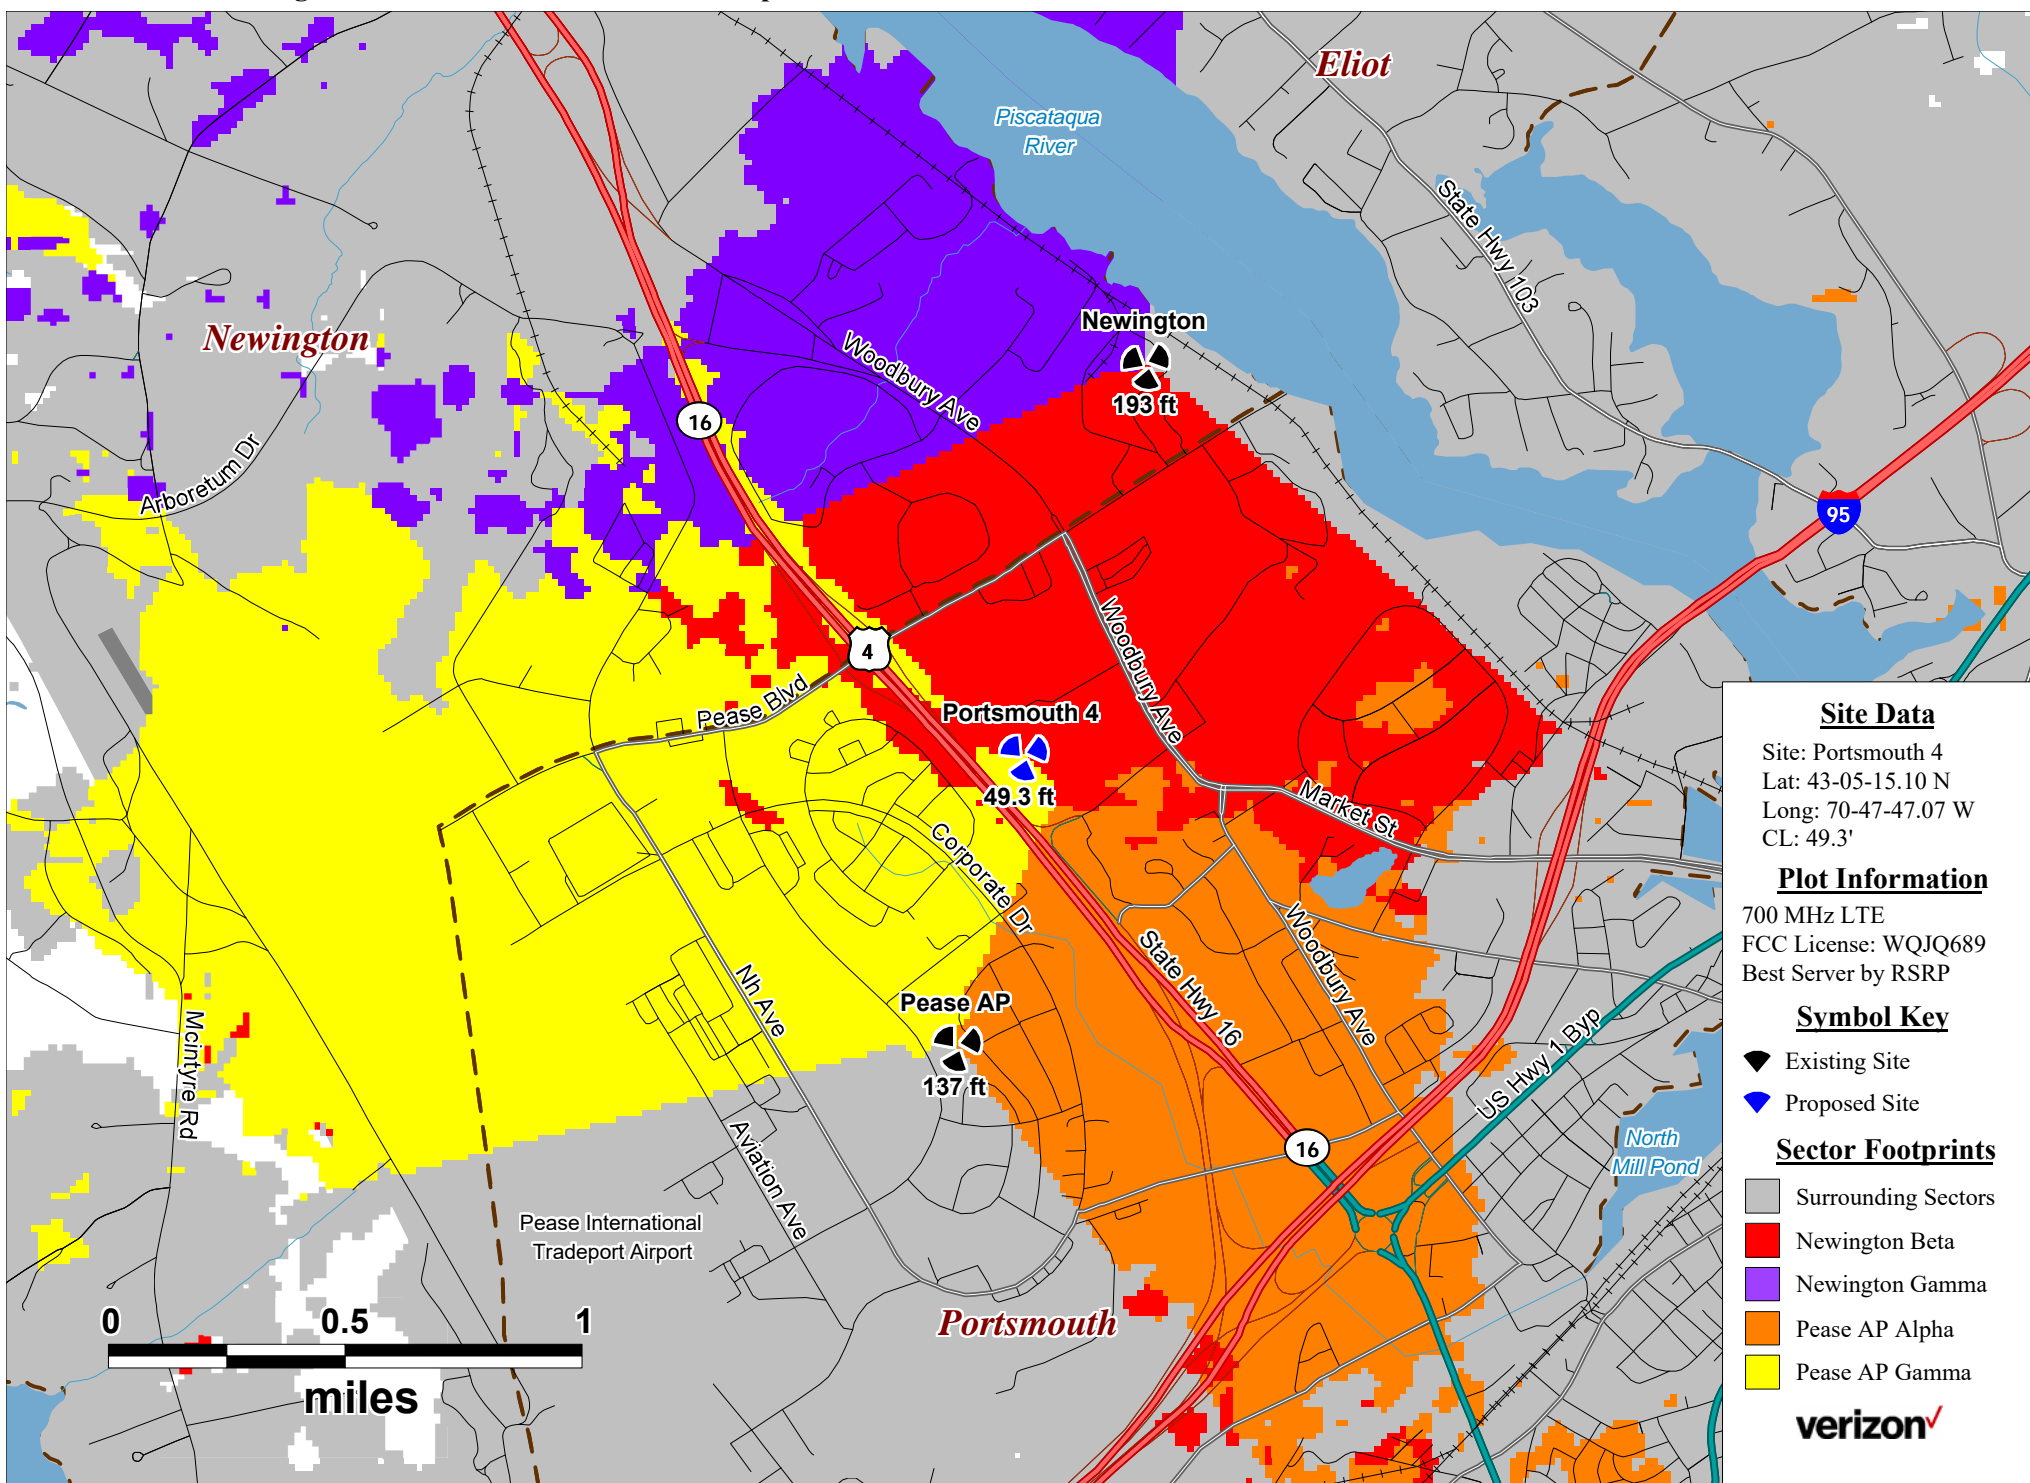 Eliot
Piscataqua
River
State Hwy 103
Newington
193 ft
Newington
Woodbury Ave
16
Arboretum Dr
95
4
Pease Blvd
Woodbury Ave
Portsmouth 4
49.3 ft
Market St
Corporate Dr
Woodbury Ave
State Hwy 16
Nh Ave
Pease AP
137 ft
Mcintyre Rd
US Hwy 1 Byp
16
North
Mill Pond
Aviation Ave
Pease International
Tradeport Airport
Portsmouth
0 0.5 1
miles
Site Data
Site: Portsmouth 4
Lat: 43-05-15.10 N
Long: 70-47-47.07 W
CL: 49.3'
Plot Information
700 MHz LTE
FCC License: WQJQ689
Best Server by RSRP
Symbol Key
Existing Site
Proposed Site
Sector Footprints
Surrounding Sectors
Newington Beta
Newington Gamma
Pease AP Alpha
Pease AP Gamma
verizon